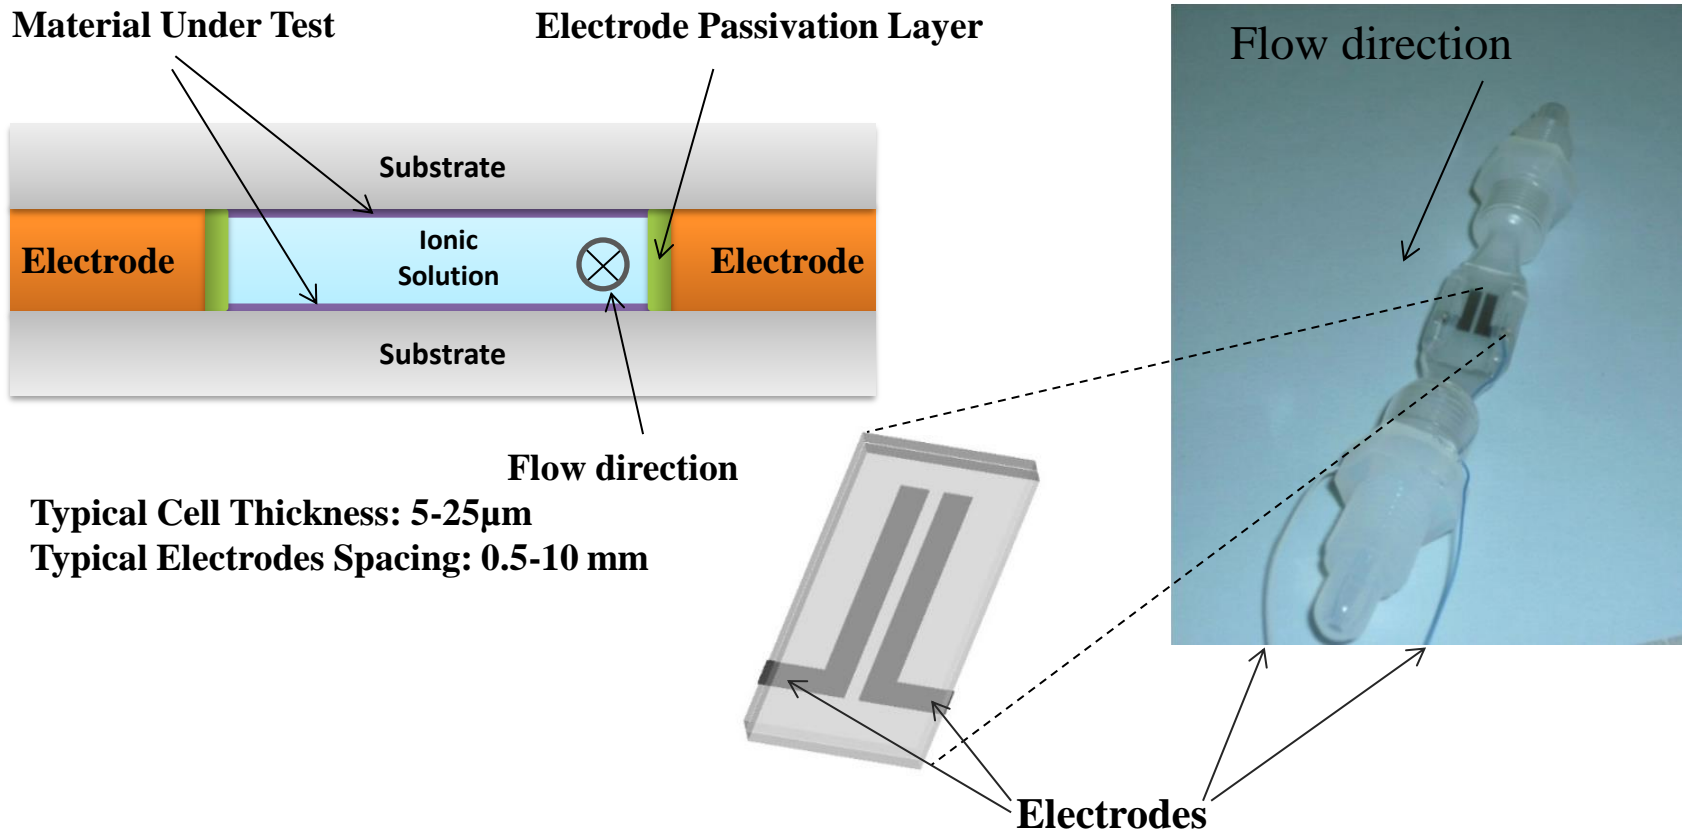 Material Under Test
Electrode Passivation Layer
Flow direction
Substrate
Electrode
Ionic
Solution
Electrode
Substrate
Flow direction
Typical Cell Thickness: 5-25μm
Typical Electrodes Spacing: 0.5-10 mm
Electrodes